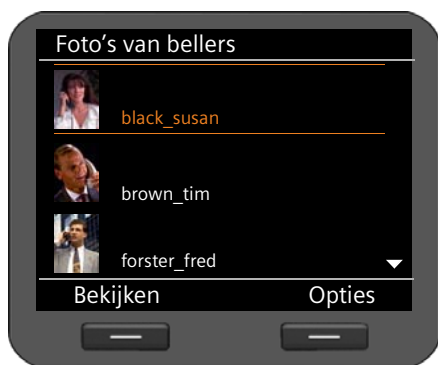 Foto's van bellers
black_susan
brown_tim
forster_fred
Bekijken Opties